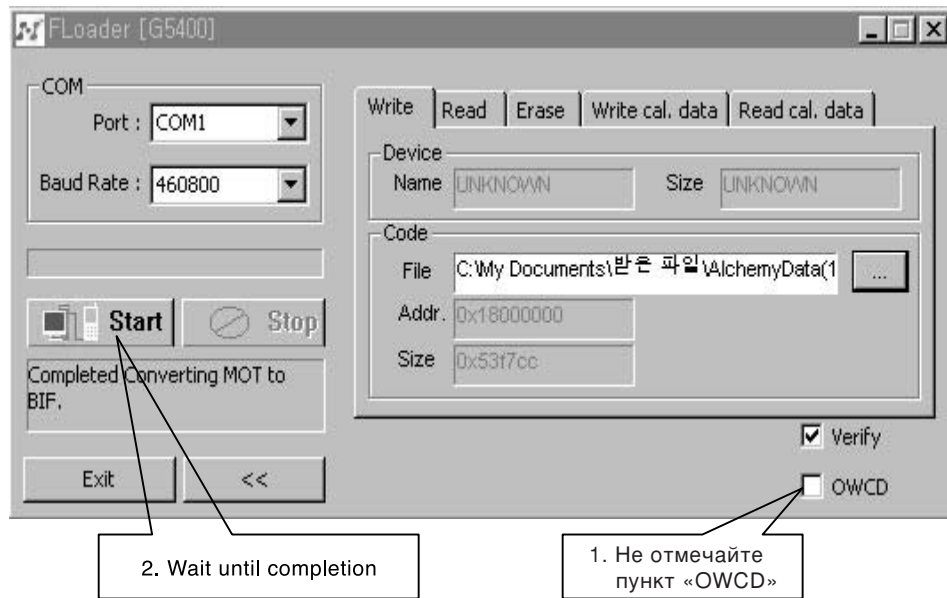 FLoader [G5400]
COM
Port : COM1
Baud Rate : 460800
Start
Stop
Completed Converting MOT to
BIF.
Exit
<<
Write Read Erase Write cal. data Read cal. data
Device
Name UNKNOWN Size UNKNOWN
Code
File C:\My Documents\받은 파일\AlchemyData(1 ...
Addr. 0x18000000
Size 0x53f7cc
Verify
OWCD
2. Wait until completion
1. Не отмечайте
пункт «OWCD»